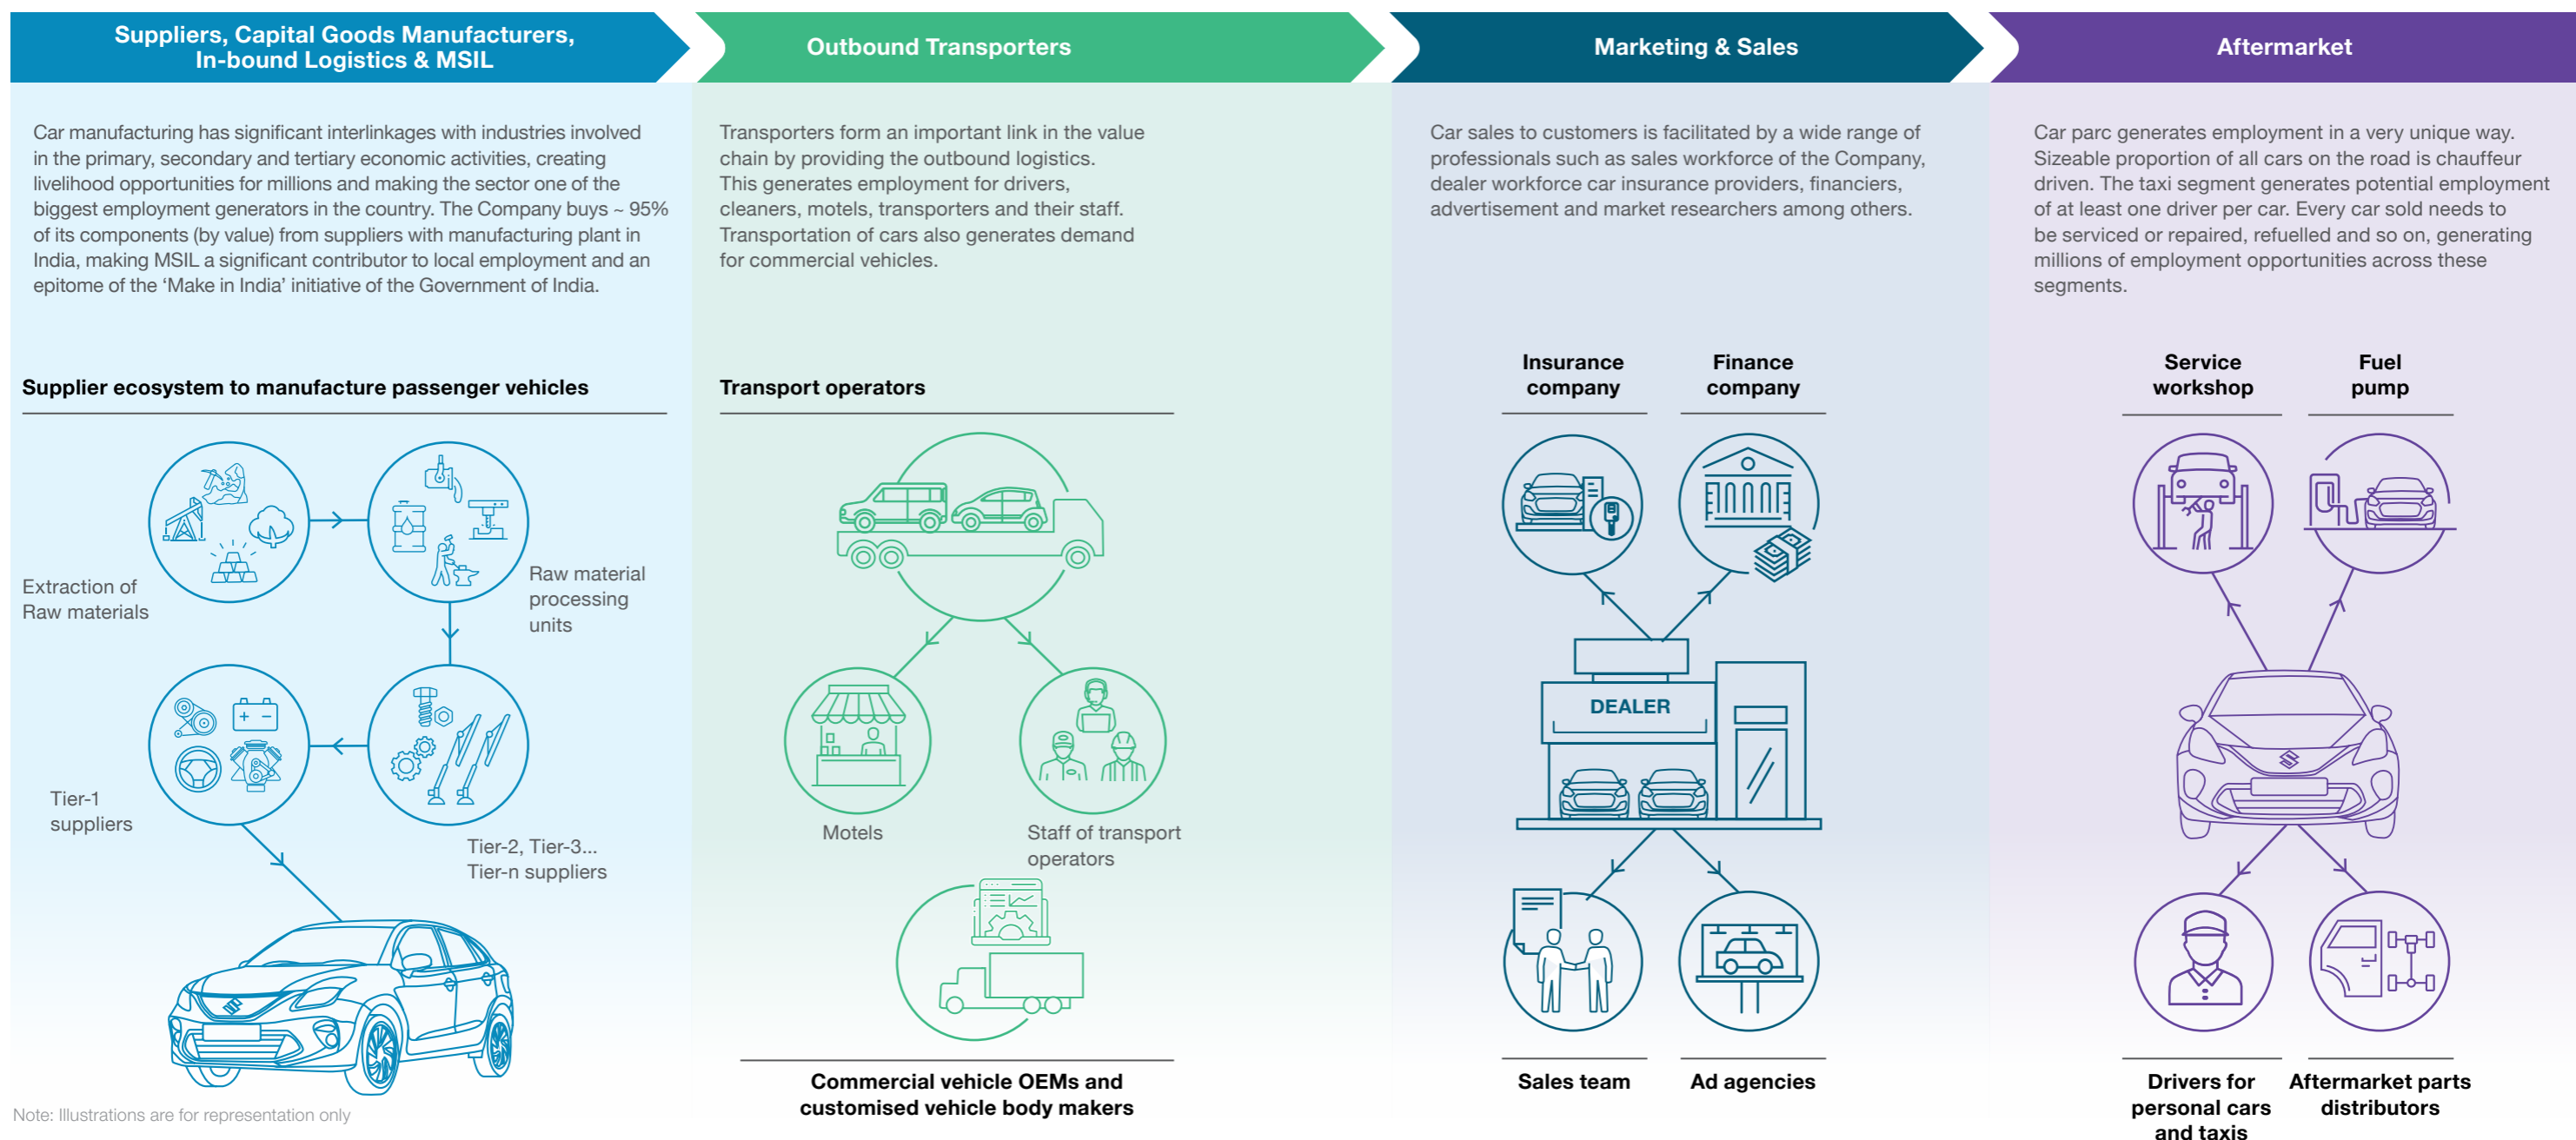 Suppliers, Capital Goods Manufacturers,
In-bound Logistics & MSIL
Car manufacturing has significant interlinkages with industries involved
in the primary, secondary and tertiary economic activities, creating
livelihood opportunities for millions and making the sector one of the
biggest employment generators in the country. The Company buys ~ 95%
of its components (by value) from suppliers with manufacturing plant in
India, making MSIL a significant contributor to local employment and an
epitome of the ‘Make in India’ initiative of the Government of India.
Supplier ecosystem to manufacture passenger vehicles
Extraction of
Raw materials
Raw material
processing
units
Tier-1
suppliers
Tier-2, Tier-3...
Tier-n suppliers
Note: Illustrations are for representation only
Outbound Transporters
Transporters form an important link in the value
chain by providing the outbound logistics.
This generates employment for drivers,
cleaners, motels, transporters and their staff.
Transportation of cars also generates demand
for commercial vehicles.
Transport operators
Motels
Staff of transport
operators
Commercial vehicle OEMs and
customised vehicle body makers
Marketing & Sales
Car sales to customers is facilitated by a wide range of
professionals such as sales workforce of the Company,
dealer workforce car insurance providers, financiers,
advertisement and market researchers among others.
Insurance
company
Finance
company
DEALER
Sales team
Ad agencies
Aftermarket
Car parc generates employment in a very unique way.
Sizeable proportion of all cars on the road is chauffeur
driven. The taxi segment generates potential employment
of at least one driver per car. Every car sold needs to
be serviced or repaired, refuelled and so on, generating
millions of employment opportunities across these
segments.
Service
workshop
Fuel
pump
Drivers for
personal cars
and taxis
Aftermarket parts
distributors